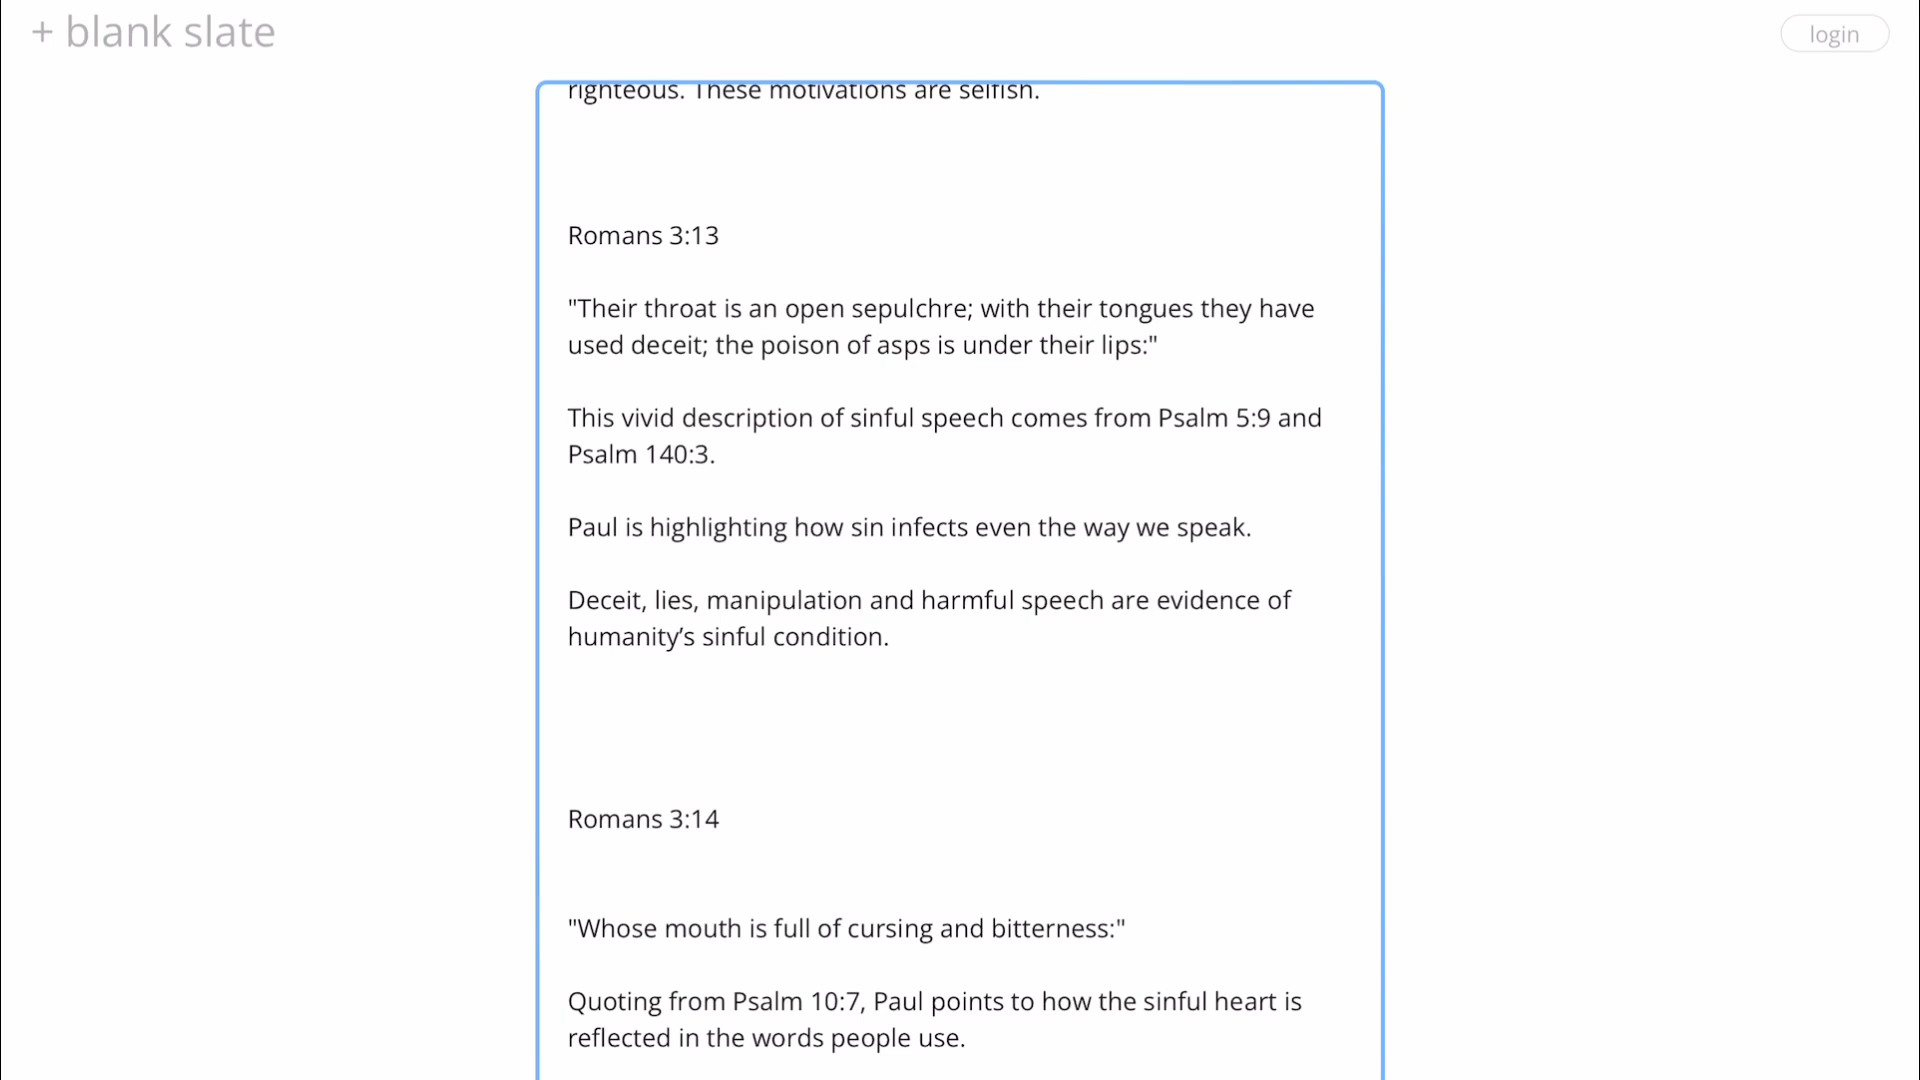 + blank slate
login
righteous. These motivations are selfish.
Romans 3:13
"Their throat is an open sepulchre; with their tongues they have
used deceit; the poison of asps is under their lips:"
This vivid description of sinful speech comes from Psalm 5:9 and
Psalm 140:3.
Paul is highlighting how sin infects even the way we speak.
Deceit, lies, manipulation and harmful speech are evidence of
humanity’s sinful condition.
Romans 3:14
"Whose mouth is full of cursing and bitterness:"
Quoting from Psalm 10:7, Paul points to how the sinful heart is
reflected in the words people use.